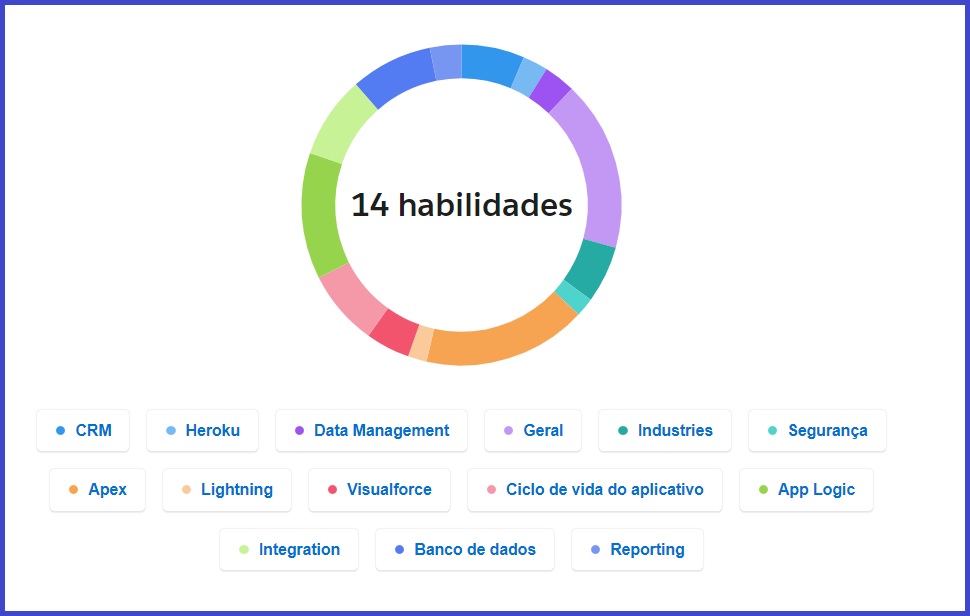 14 habilidades
CRM Heroku Data Management Geral Industries Segurança
Apex Lightning Visualforce Ciclo de vida do aplicativo App Logic
Integration Banco de dados Reporting